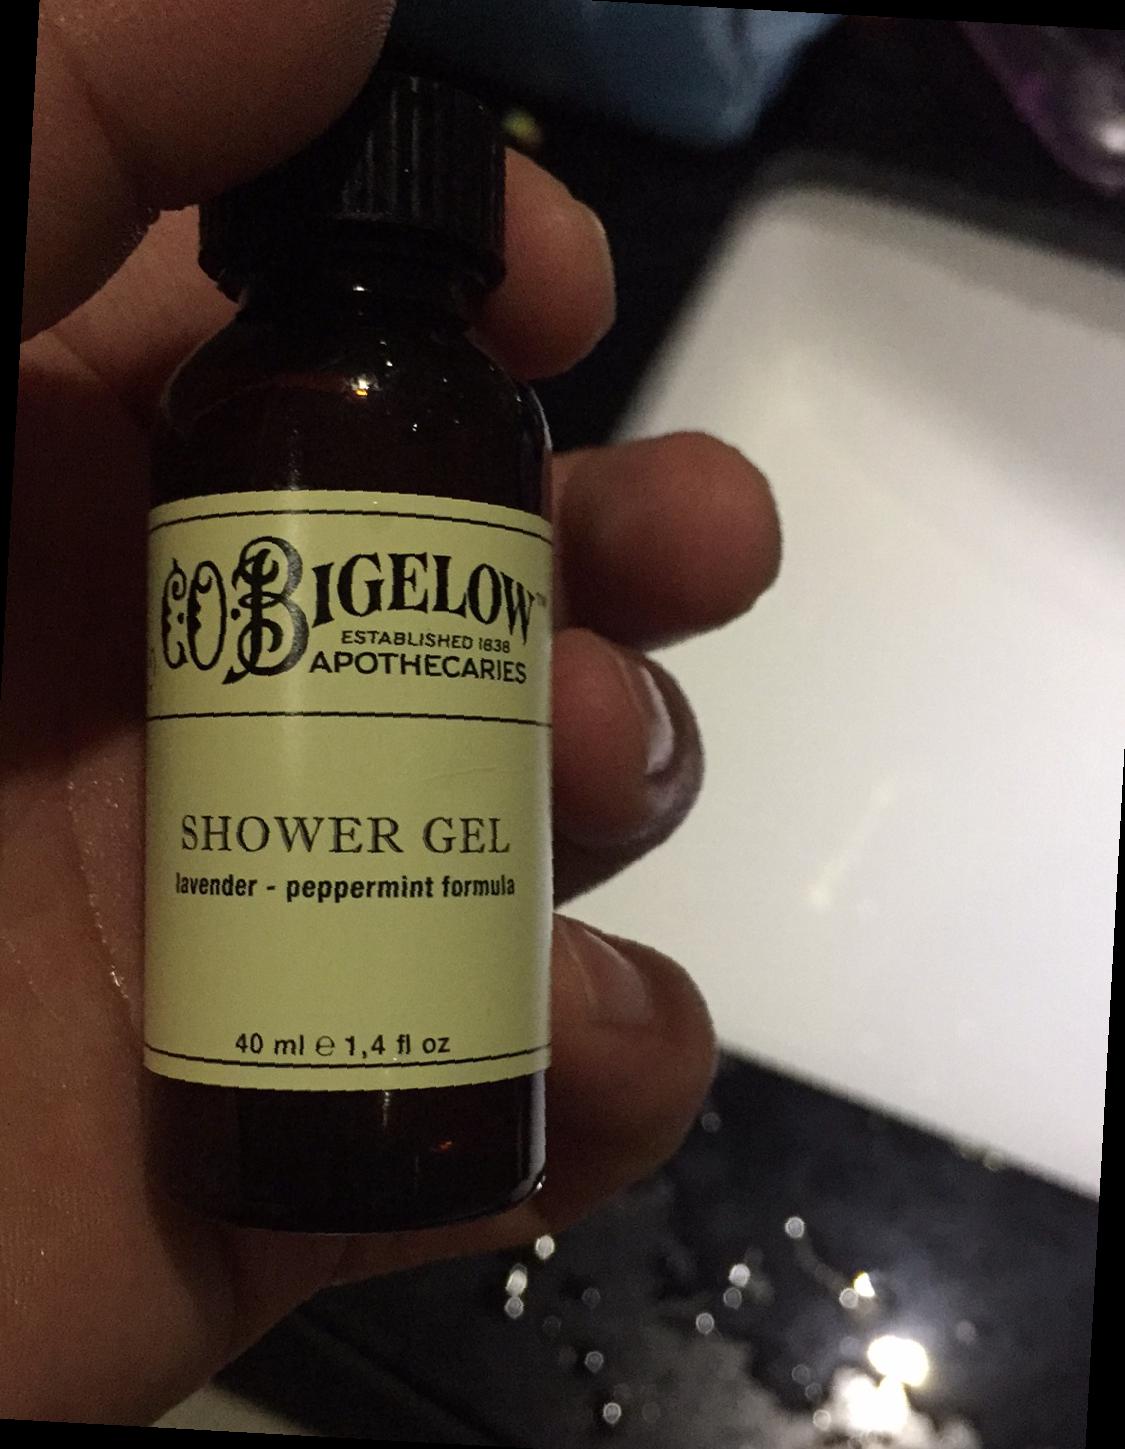 C.O. BIGELOW™
ESTABLISHED 1838
APOTHECARIES
SHOWER GEL
lavender - peppermint formula
40 ml ℮ 1,4 fl oz